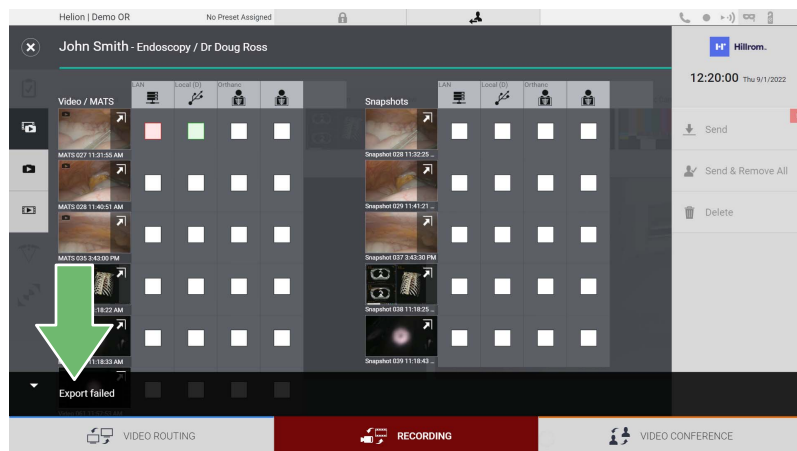 Helion | Demo OR
No Preset Assigned
John Smith - Endoscopy / Dr Doug Ross
Hillrom.
12:20:00 Thu 9/1/2022
Video / MATS
LAN
Local (D)
Orthanc
Snapshots
LAN
Local (D)
Orthanc
MATS 027 11:31:55 AM
Snapshot 028 11:32:25 ...
MATS 028 11:40:51 AM
Snapshot 029 11:41:21 ...
MATS 035 3:43:00 PM
Snapshot 037 3:43:30 PM
11:18:22 AM
Snapshot 038 11:18:25 ...
11:18:33 AM
Snapshot 039 11:18:43 ...
Send
Send & Remove All
Delete
Export failed
VIDEO ROUTING
RECORDING
VIDEO CONFERENCE